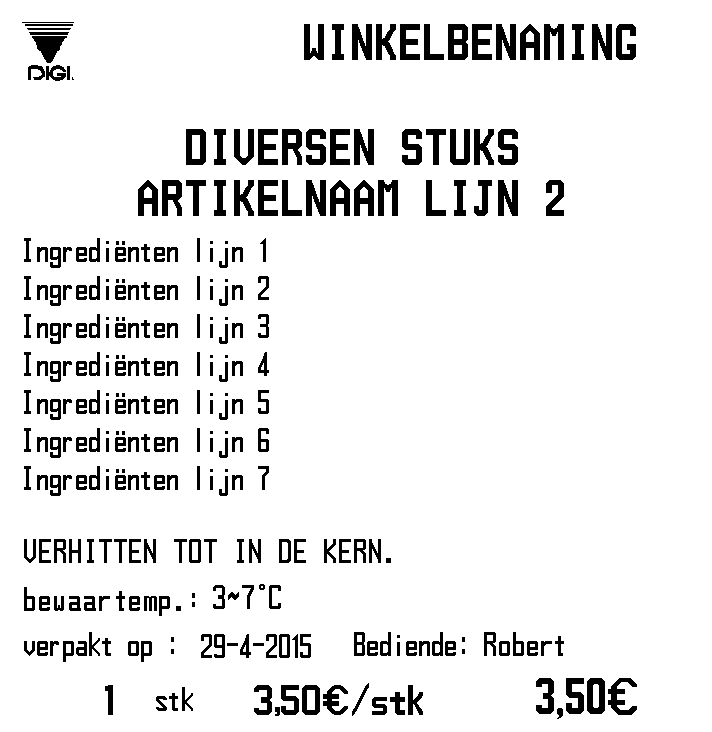 DIGI.
WINKELBENAMING
DIVERSEN STUKS
ARTIKELNAAM LIJN 2
Ingrediënten lijn 1
Ingrediënten lijn 2
Ingrediënten lijn 3
Ingrediënten lijn 4
Ingrediënten lijn 5
Ingrediënten lijn 6
Ingrediënten lijn 7
VERHITTEN TOT IN DE KERN.
bewaartemp.: 3~7°C
verpakt op : 29-4-2015 Bediende: Robert
1 stk 3,50€/stk 3,50€